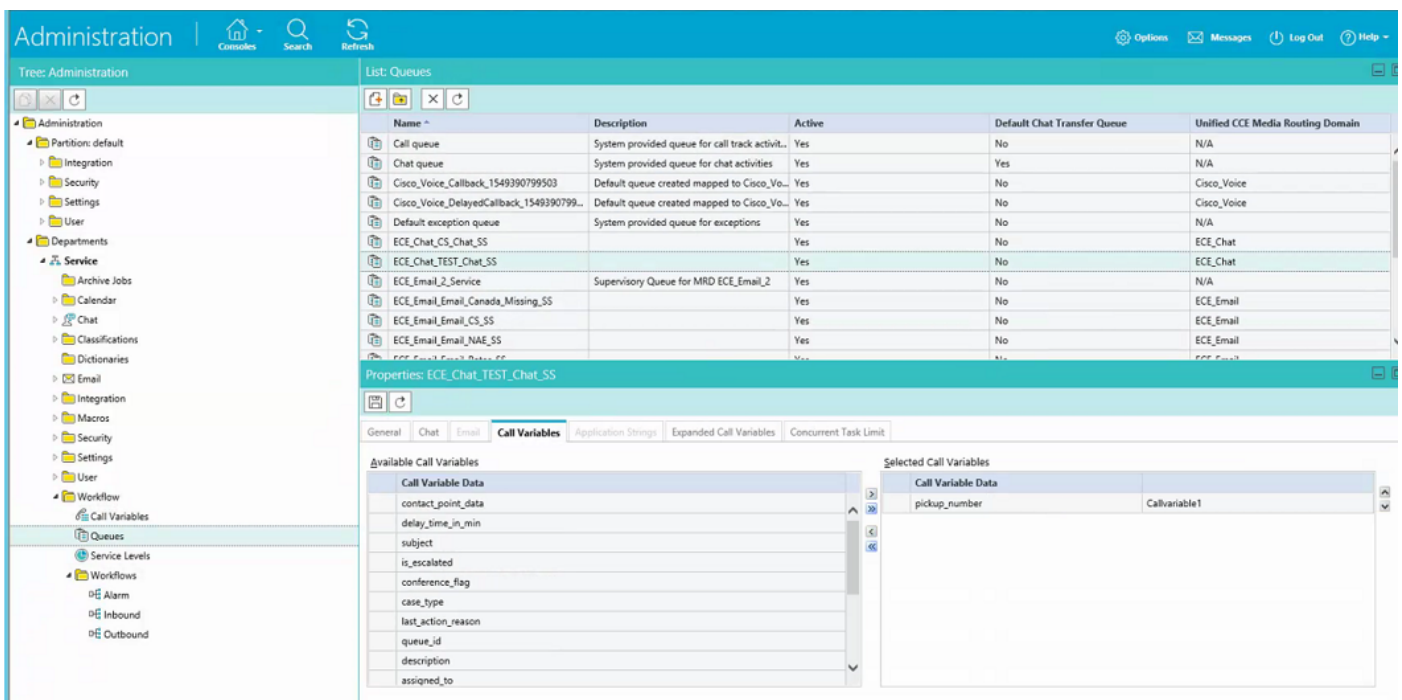 Administration Consoles Search Refresh Options Messages Log Out Help
Tree: Administration
List: Queues
Administration
Partition: default
Integration
Security
Settings
User
Departments
Service
Archive Jobs
Calendar
Chat
Classifications
Dictionaries
Email
Integration
Macros
Security
Settings
User
Workflow
Call Variables
Queues
Service Levels
Workflows
Alarm
Inbound
Outbound
Name Description Active Default Chat Transfer Queue Unified CCE Media Routing Domain
Call queue System provided queue for call track activit... Yes No N/A
Chat queue System provided queue for chat activities Yes Yes N/A
Cisco_Voice_Callback_1549390799503 Default queue created mapped to Cisco_Vo... Yes No Cisco_Voice
Cisco_Voice_DelayedCallback_1549390799... Default queue created mapped to Cisco_Vo... Yes No Cisco_Voice
Default exception queue System provided queue for exceptions Yes No N/A
ECE_Chat_CS_Chat_SS Yes No ECE_Chat
ECE_Chat_TEST_Chat_SS Yes No ECE_Chat
ECE_Email_2_Service Supervisory Queue for MRD ECE_Email_2 Yes No N/A
ECE_Email_Email_Canada_Missing_SS Yes No ECE_Email
ECE_Email_Email_CS_SS Yes No ECE_Email
ECE_Email_Email_NAE_SS Yes No ECE_Email
Properties: ECE_Chat_TEST_Chat_SS
General Chat Email Call Variables Application Strings Expanded Call Variables Concurrent Task Limit
Available Call Variables
Call Variable Data
contact_point_data
delay_time_in_min
subject
is_escalated
conference_flag
case_type
last_action_reason
queue_id
description
assigned_to
Selected Call Variables
Call Variable Data
pickup_number Callvariable1